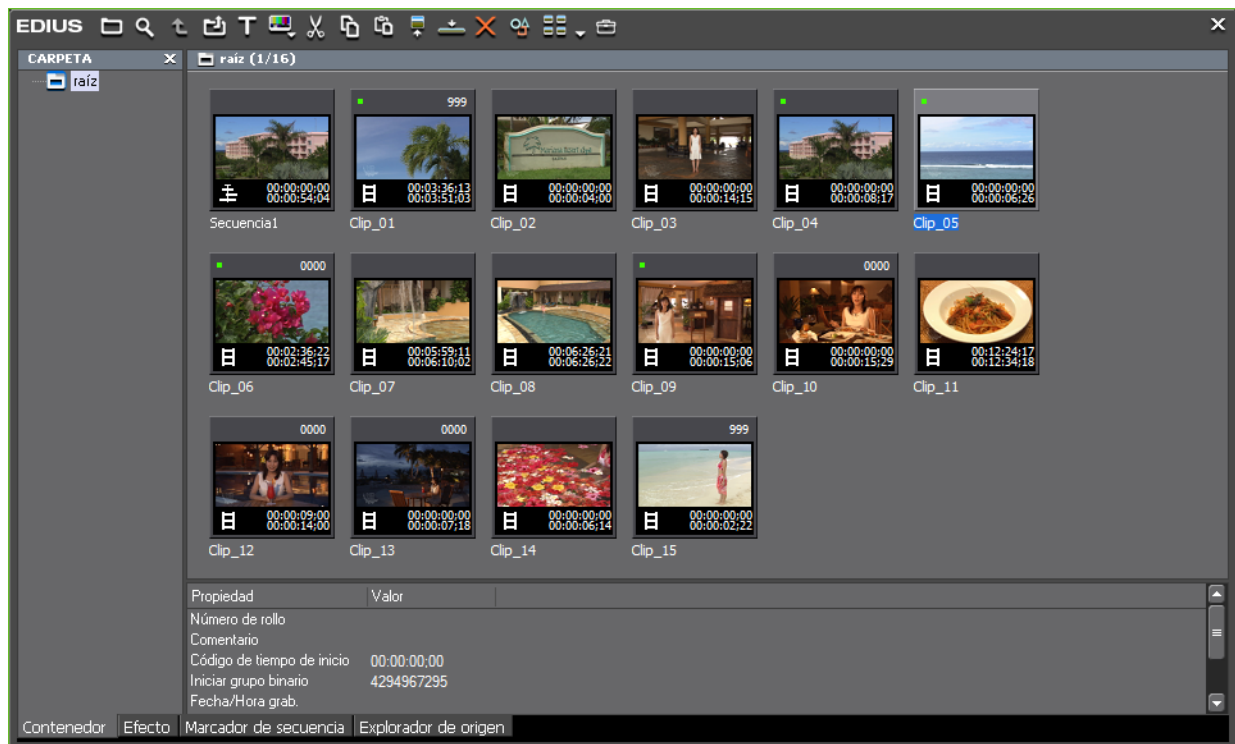 EDIUS
CARPETA X
raíz
raíz (1/16)
00:00:00;00
00:00:54;04
Secuencia1
999
00:03:36;13
00:03:51;03
Clip_01
00:00:00;00
00:00:04;00
Clip_02
00:00:00;00
00:00:14;15
Clip_03
00:00:00;00
00:00:08;17
Clip_04
00:00:00;00
00:00:06;26
Clip_05
0000
00:02:36;22
00:02:45;17
Clip_06
00:05:59;11
00:06:10;02
Clip_07
00:06:26;21
00:06:26;22
Clip_08
00:00:00;00
00:00:15;06
Clip_09
0000
00:00:00;00
00:00:15;29
Clip_10
00:12:24;17
00:12:34;18
Clip_11
0000
00:00:09;00
00:00:14;00
Clip_12
0000
00:00:00;00
00:00:07;18
Clip_13
00:00:00;00
00:00:06;14
Clip_14
999
00:00:00;00
00:00:02;22
Clip_15
Propiedad Valor
Número de rollo
Comentario
Código de tiempo de inicio 00:00:00;00
Iniciar grupo binario 4294967295
Fecha/Hora grab.
Contenedor Efecto Marcador de secuencia Explorador de origen